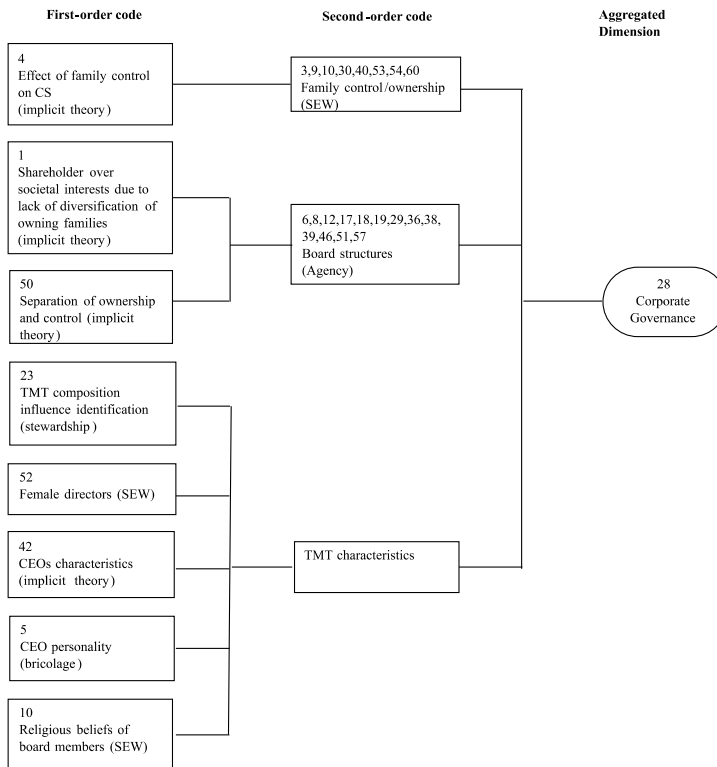 First-order code
Second-order code
Aggregated
Dimension
4
Effect of family control
on CS
(implicit theory)
3,9,10,30,40,53,54,60
Family control/ownership
(SEW)
1
Shareholder over
societal interests due to
lack of diversification of
owning families
(implicit theory)
6,8,12,17,18,19,29,36,38,
39,46,51,57
Board structures
(Agency)
50
Separation of ownership
and control (implicit
theory)
28
Corporate
Governance
23
TMT composition
influence identification
(stewardship)
52
Female directors (SEW)
42
CEOs characteristics
(implicit theory)
TMT characteristics
5
CEO personality
(bricolage)
10
Religious beliefs of
board members (SEW)